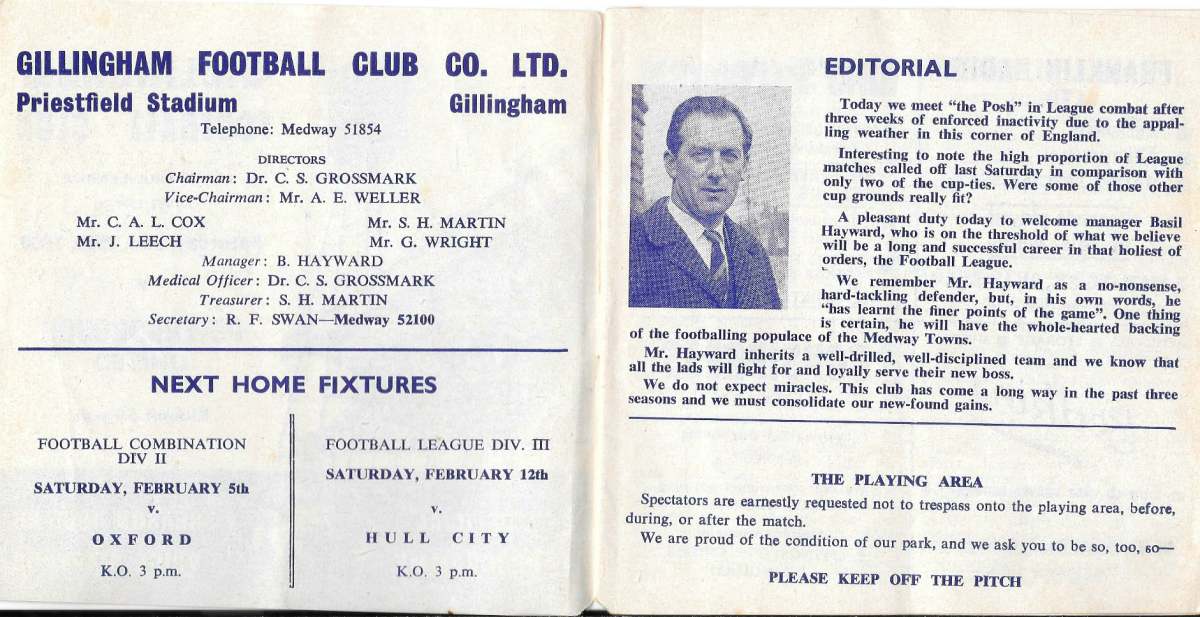 GILLINGHAM FOOTBALL CLUB CO. LTD.
Priestfield Stadium Gillingham
Telephone: Medway 51854
DIRECTORS
Chairman: Dr. C. S. GROSSMARK
Vice-Chairman: Mr. A. E. WELLER
Mr. C. A. L. COX Mr. S. H. MARTIN
Mr. J. LEECH Mr. G. WRIGHT
Manager: B. HAYWARD
Medical Officer: Dr. C. S. GROSSMARK
Treasurer: S. H. MARTIN
Secretary: R. F. SWAN—Medway 52100
NEXT HOME FIXTURES
FOOTBALL COMBINATION
DIV II
SATURDAY, FEBRUARY 5th
v.
OXFORD
K.O. 3 p.m.
FOOTBALL LEAGUE DIV. III
SATURDAY, FEBRUARY 12th
v.
HULL CITY
K.O. 3 p.m.
EDITORIAL
Today we meet "the Posh" in League combat after
three weeks of enforced inactivity due to the appal-
ling weather in this corner of England.
Interesting to note the high proportion of League
matches called off last Saturday in comparison with
only two of the cup-ties. Were some of those other
cup grounds really fit?
A pleasant duty today to welcome manager Basil
Hayward, who is on the threshold of what we believe
will be a long and successful career in that holiest of
orders, the Football League.
We remember Mr. Hayward as a no-nonsense,
hard-tackling defender, but, in his own words, he
"has learnt the finer points of the game". One thing
is certain, he will have the whole-hearted backing
of the footballing populace of the Medway Towns.
Mr. Hayward inherits a well-drilled, well-disciplined team and we know that
all the lads will fight for and loyally serve their new boss.
We do not expect miracles. This club has come a long way in the past three
seasons and we must consolidate our new-found gains.
THE PLAYING AREA
Spectators are earnestly requested not to trespass onto the playing area, before,
during, or after the match.
We are proud of the condition of our park, and we ask you to be so, too, so—
PLEASE KEEP OFF THE PITCH